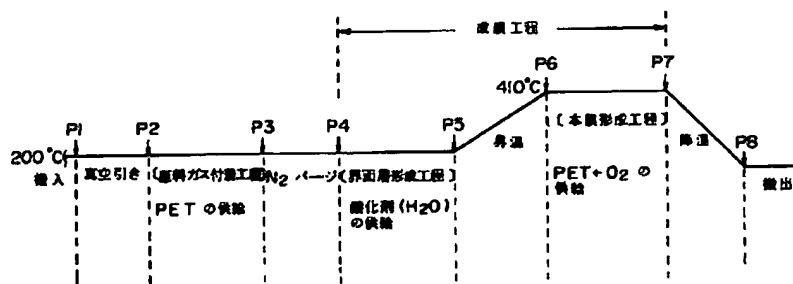 成膜工程
P6
P7
410°C
P1
P2
P3
P4
P5
昇温
(本膜形成工程)
降温
P8
200°C
搬入
真空引き
(原料ガス付着工程)
N2 パージ
(界面層形成工程)
搬出
PET の供給
酸化剤(H2O)
の供給
PET+O2 の
供給